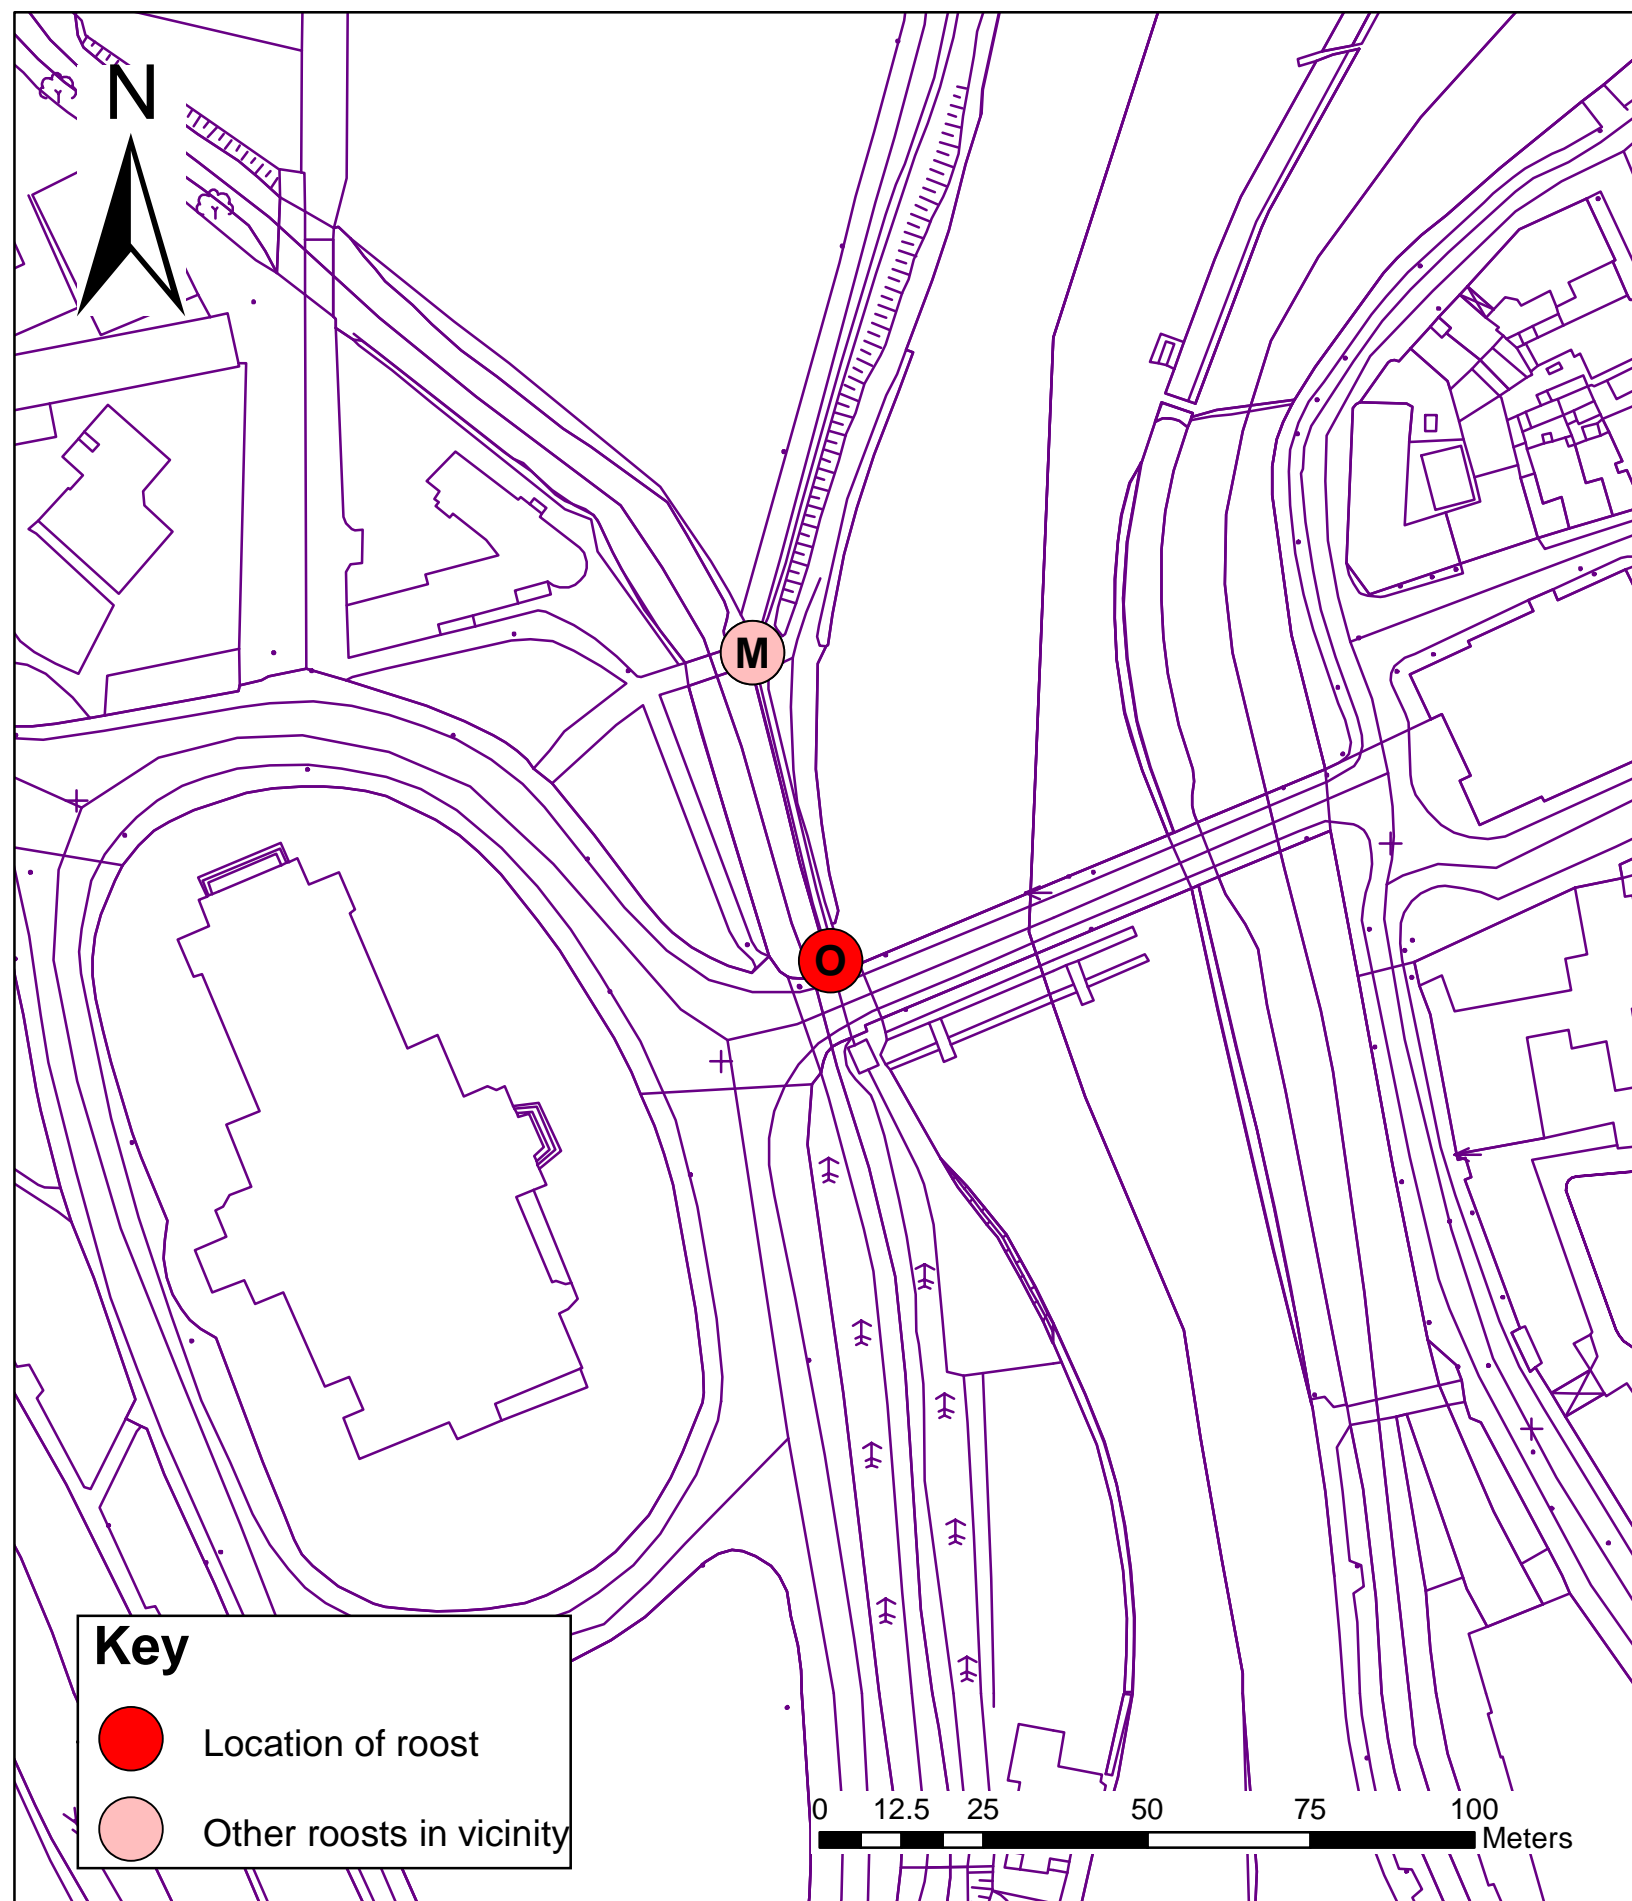 N
M
O
Key
Location of roost
Other roosts in vicinity
0 12.5 25 50 75 100
Meters